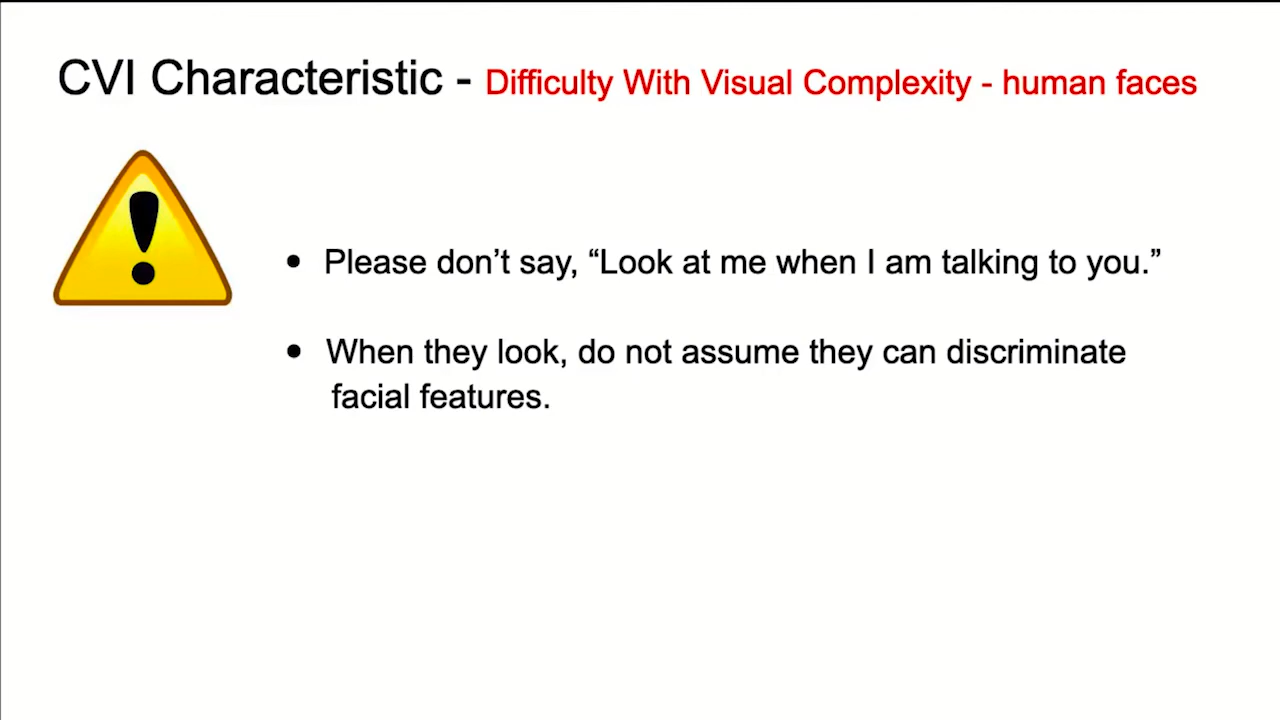 CVI Characteristic - Difficulty With Visual Complexity - human faces
• Please don’t say, “Look at me when I am talking to you.”
• When they look, do not assume they can discriminate
facial features.